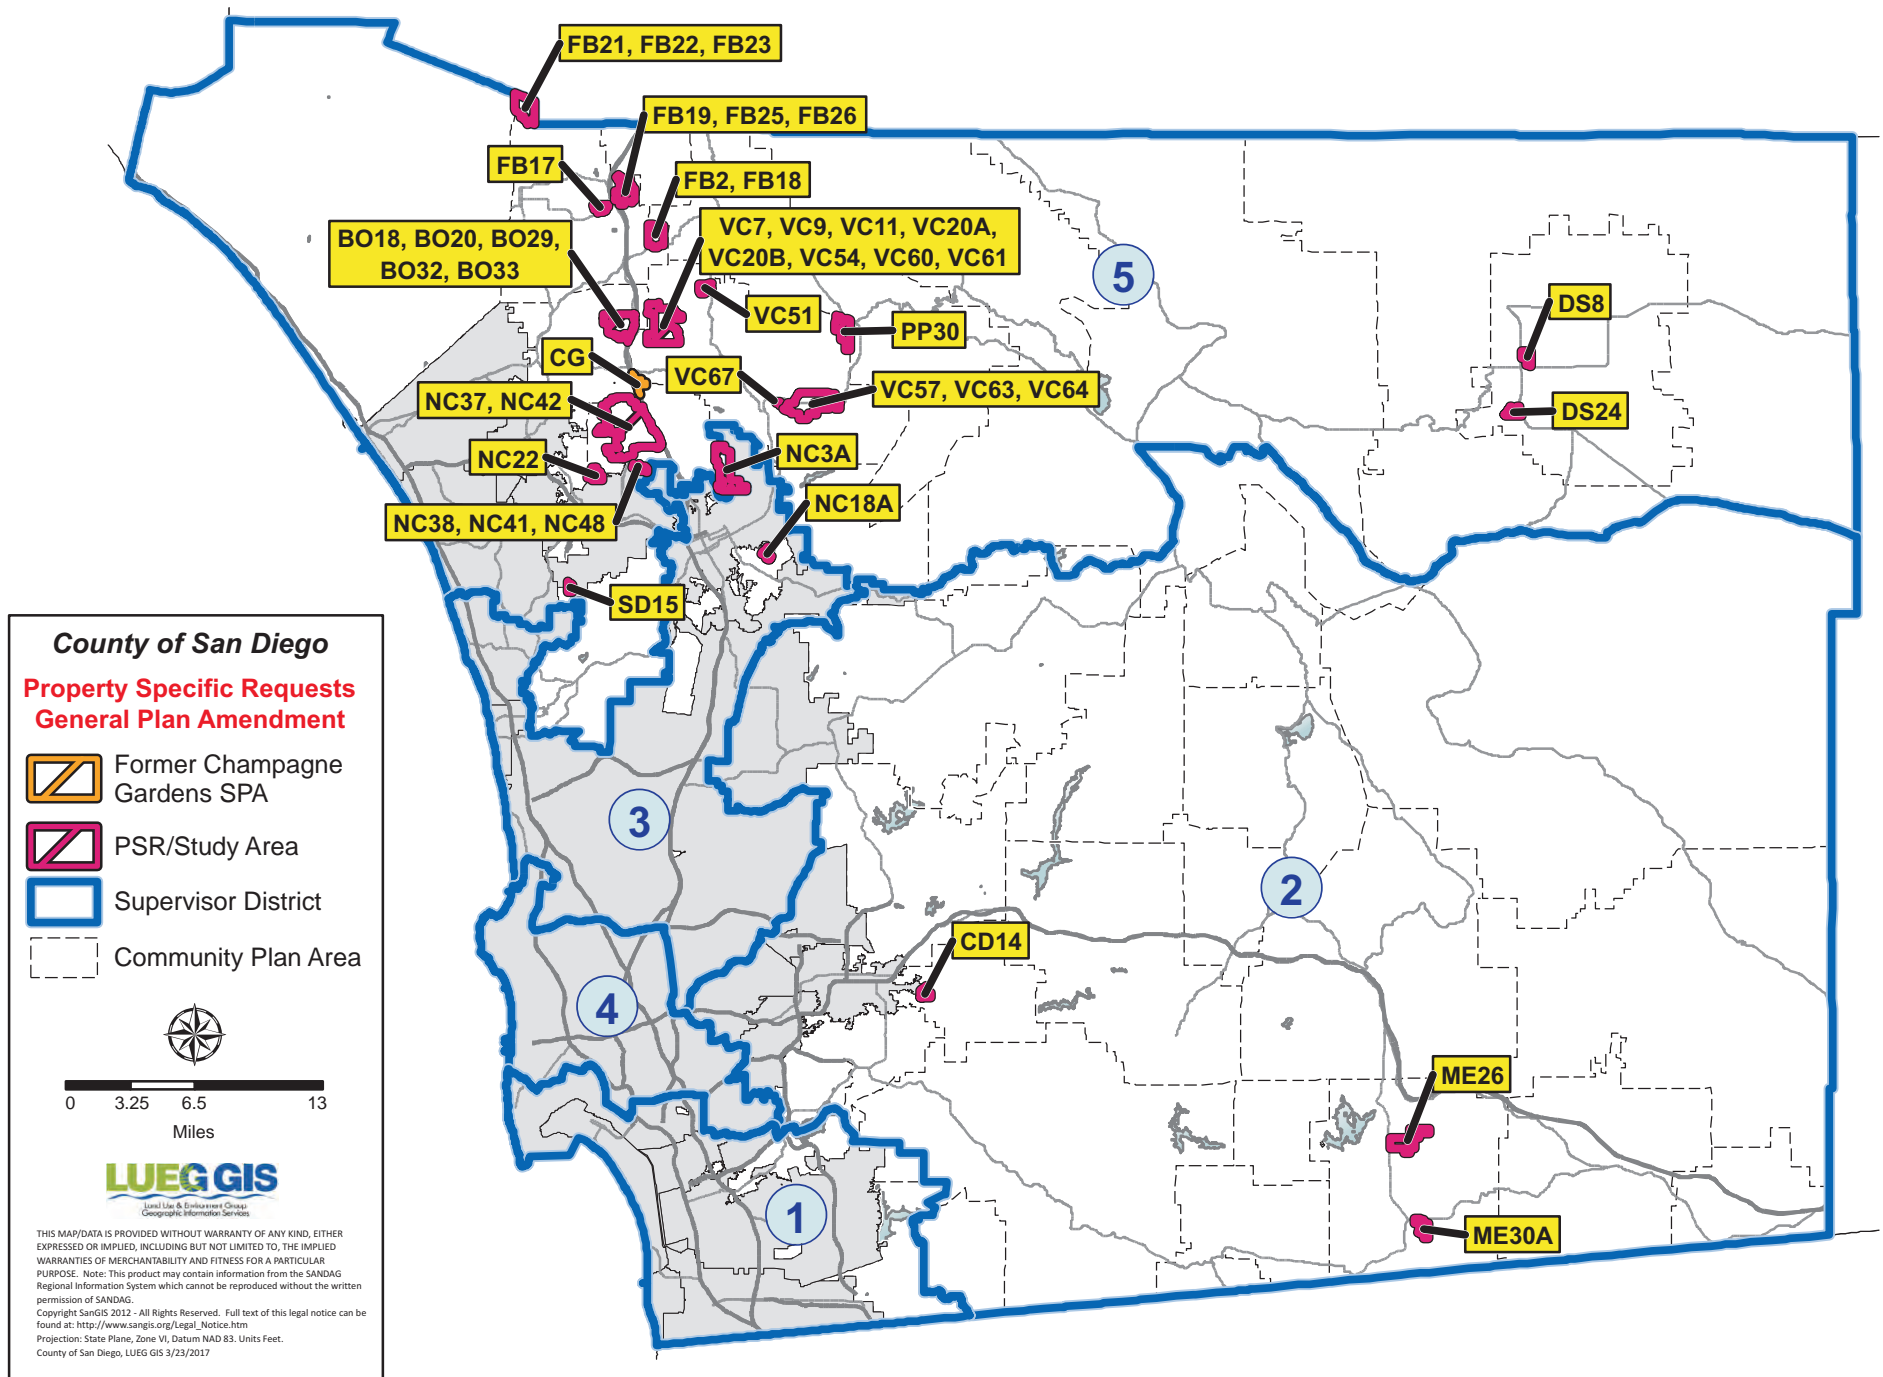 FB21, FB22, FB23
FB19, FB25, FB26
FB17
FB2, FB18
BO18, BO20, BO29,
BO32, BO33
VC7, VC9, VC11, VC20A,
VC20B, VC54, VC60, VC61
5
VC51
PP30
DS8
CG
VC67
VC57, VC63, VC64
NC37, NC42
DS24
NC22
NC3A
NC18A
NC38, NC41, NC48
SD15
County of San Diego
Property Specific Requests
General Plan Amendment
Former Champagne
Gardens SPA
PSR/Study Area
Supervisor District
Community Plan Area
3
2
CD14
4
ME26
1
ME30A
0 3.25 6.5 13
Miles
LUEG GIS
Land Use & Environment Group
Geographic Information Services
THIS MAP/DATA IS PROVIDED WITHOUT WARRANTY OF ANY KIND, EITHER
EXPRESSED OR IMPLIED, INCLUDING BUT NOT LIMITED TO, THE IMPLIED
WARRANTIES OF MERCHANTABILITY AND FITNESS FOR A PARTICULAR
PURPOSE. Note: This product may contain information from the SANDAG
Regional Information System which cannot be reproduced without the written
permission of SANDAG.
Copyright SanGIS 2012 - All Rights Reserved. Full text of this legal notice can be
found at: http://www.sangis.org/Legal_Notice.htm
Projection: State Plane, Zone VI, Datum NAD 83. Units Feet.
County of San Diego, LUEG GIS 3/23/2017